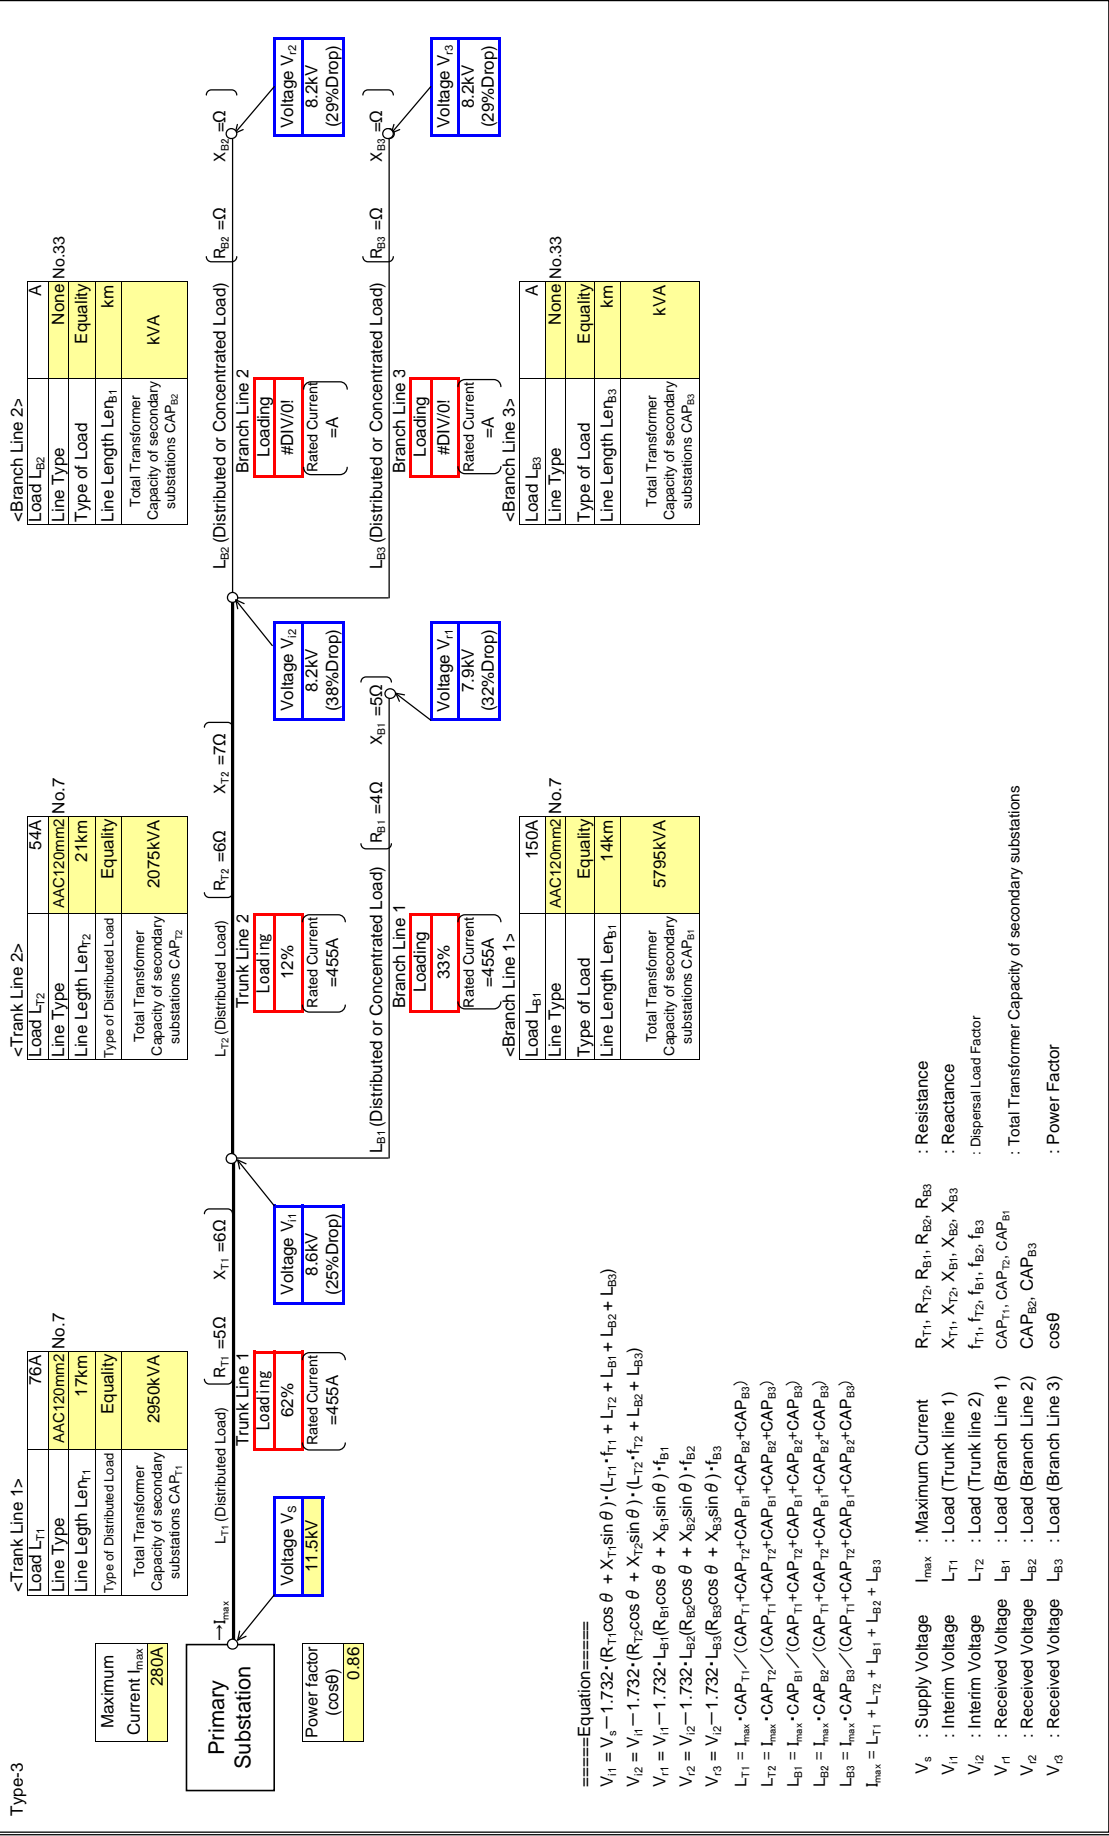 Type-3
Maximum
Current Imax
280A
Primary
Substation
Power factor
(cosθ)
0.86
→Imax
Voltage VS
11.5kV
<Trank Line 1>
Load LT1 76A
Line Type AAC120mm2 No.7
Line Length LenT1 17km
Type of Distributed Load Equality
Total Transformer
Capacity of secondary
substations CAPT1
2950kVA
LT1 (Distributed Load) (RT1 =5Ω XT1 =6Ω)
Trunk Line 1
Loading
62%
(Rated Current
=455A)
Voltage Vi1
8.6kV
(25%Drop)
<Trank Line 2>
Load LT2 54A
Line Type AAC120mm2 No.7
Line Legth LenT2 21km
Type of Distributed Load Equality
Total Transformer
Capacity of secondary
substations CAPT2
2075kVA
LT2 (Distributed Load) (RT2 =6Ω XT2 =7Ω)
Trunk Line 2
Loading
12%
(Rated Current
=455A)
Voltage Vi2
8.2kV
(38%Drop)
LB1 (Distributed or Concentrated Load) (RB1 =4Ω XB1 =5Ω)
Branch Line 1
Loading
33%
(Rated Current
=455A)
Voltage Vr1
7.9kV
(32%Drop)
<Branch Line 1>
Load LB1 150A
Line Type AAC120mm2 No.7
Type of Load Equality
Line Length LenB1 14km
Total Transformer
Capacity of secondary
substations CAPB1
5795kVA
<Branch Line 2>
Load LB2 A
Line Type None No.33
Type of Load Equality
Line Length LenB1 km
Total Transformer
Capacity of secondary
substations CAPB2
kVA
LB2 (Distributed or Concentrated Load) (RB2 =Ω XB2 =Ω)
Branch Line 2
Loading
#DIV/0!
(Rated Current
=A)
Voltage Vr2
8.2kV
(29%Drop)
LB3 (Distributed or Concentrated Load) (RB3 =Ω XB3 =Ω)
Branch Line 3
Loading
#DIV/0!
(Rated Current
=A)
Voltage Vr3
8.2kV
(29%Drop)
<Branch Line 3>
Load LB3 A
Line Type None No.33
Type of Load Equality
Line Length LenB3 km
Total Transformer
Capacity of secondary
substations CAPB3
kVA
=====Equation=====
Vi1 = VS−1.732・(RT1cos θ + XT1sin θ)・(LT1・fT1 + LT2 + LB1 + LB2 + LB3)
Vi2 = Vi1−1.732・(RT2cos θ + XT2sin θ)・(LT2・fT2 + LB2 + LB3)
Vr1 = Vi1−1.732・LB1(RB1cos θ + XB1sin θ)・fB1
Vr2 = Vi2−1.732・LB2(RB2cos θ + XB2sin θ)・fB2
Vr3 = Vi2−1.732・LB3(RB3cos θ + XB3sin θ)・fB3
LT1 = Imax・CAPT1／(CAPT1+CAPT2+CAPB1+CAPB2+CAPB3)
LT2 = Imax・CAPT2／(CAPT1+CAPT2+CAPB1+CAPB2+CAPB3)
LB1 = Imax・CAPB1／(CAPT1+CAPT2+CAPB1+CAPB2+CAPB3)
LB2 = Imax・CAPB2／(CAPT1+CAPT2+CAPB1+CAPB2+CAPB3)
LB3 = Imax・CAPB3／(CAPT1+CAPT2+CAPB1+CAPB2+CAPB3)
Imax = LT1 + LT2 + LB1 + LB2 + LB3
Vs : Supply Voltage Imax : Maximum Current RT1, RT2, RB1, RB2, RB3 : Resistance
Vi1 : Interim Voltage LT1 : Load (Trunk line 1) XT1, XT2, XB1, XB2, XB3 : Reactance
Vi2 : Interim Voltage LT2 : Load (Trunk line 2) fT1, fT2, fB1, fB2, fB3 : Dispersal Load Factor
Vr1 : Received Voltage LB1 : Load (Branch Line 1) CAPT1, CAPT2, CAPB1 : Total Transformer Capacity of secondary substations
Vr2 : Received Voltage LB2 : Load (Branch Line 2) CAPB2, CAPB3
Vr3 : Received Voltage LB3 : Load (Branch Line 3) cosθ : Power Factor